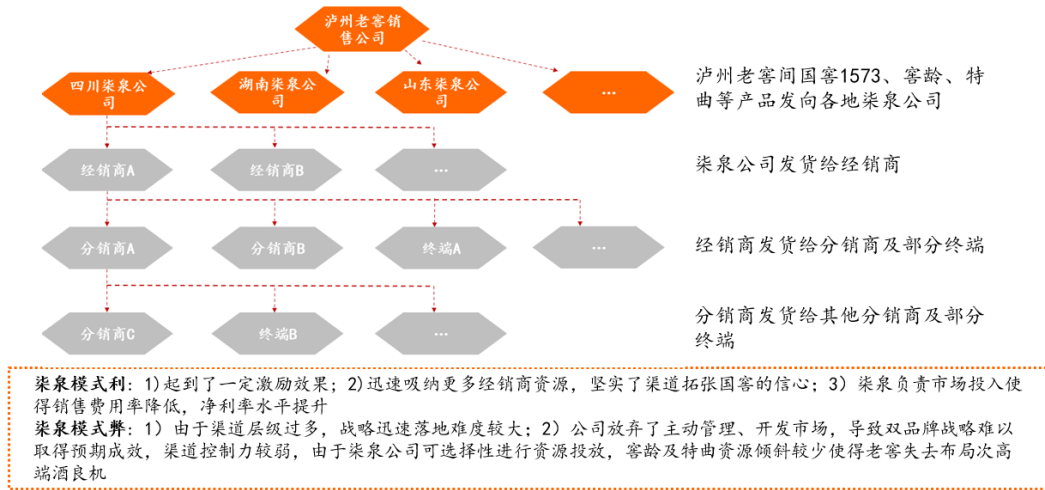 泸州老窖销
售公司
四川柒泉公
司
湖南柒泉公
司
山东柒泉公
司
...
泸州老窖间国窖1573、窖龄、特
曲等产品发向各地柒泉公司
经销商A
经销商B
...
柒泉公司发货给经销商
分销商A
分销商B
终端A
...
经销商发货给分销商及部分终端
分销商C
终端B
...
分销商发货给其他分销商及部分
终端
柒泉模式利：1)起到了一定激励效果；2)迅速吸纳更多经销商资源，坚实了渠道拓张国窖的信心；3）柒泉负责市场投入使
得销售费用率降低，净利率水平提升
柒泉模式弊：1）由于渠道层级过多，战略迅速落地难度较大；2）公司放弃了主动管理、开发市场，导致双品牌战略难以
取得预期成效，渠道控制力较弱，由于柒泉公司可选择性进行资源投放，窖龄及特曲资源倾斜较少使得老窖失去布局次高
端酒良机